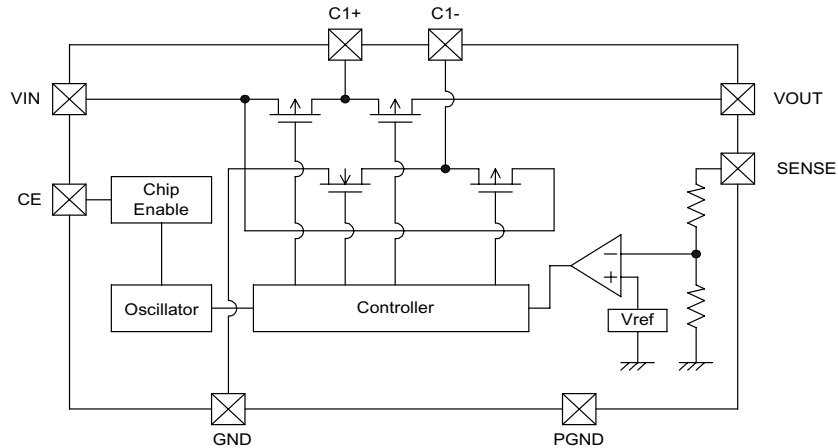 C1+ C1-
VIN
VOUT
SENSE
CE
Chip
Enable
Oscillator
Controller
−
+
Vref
GND
PGND